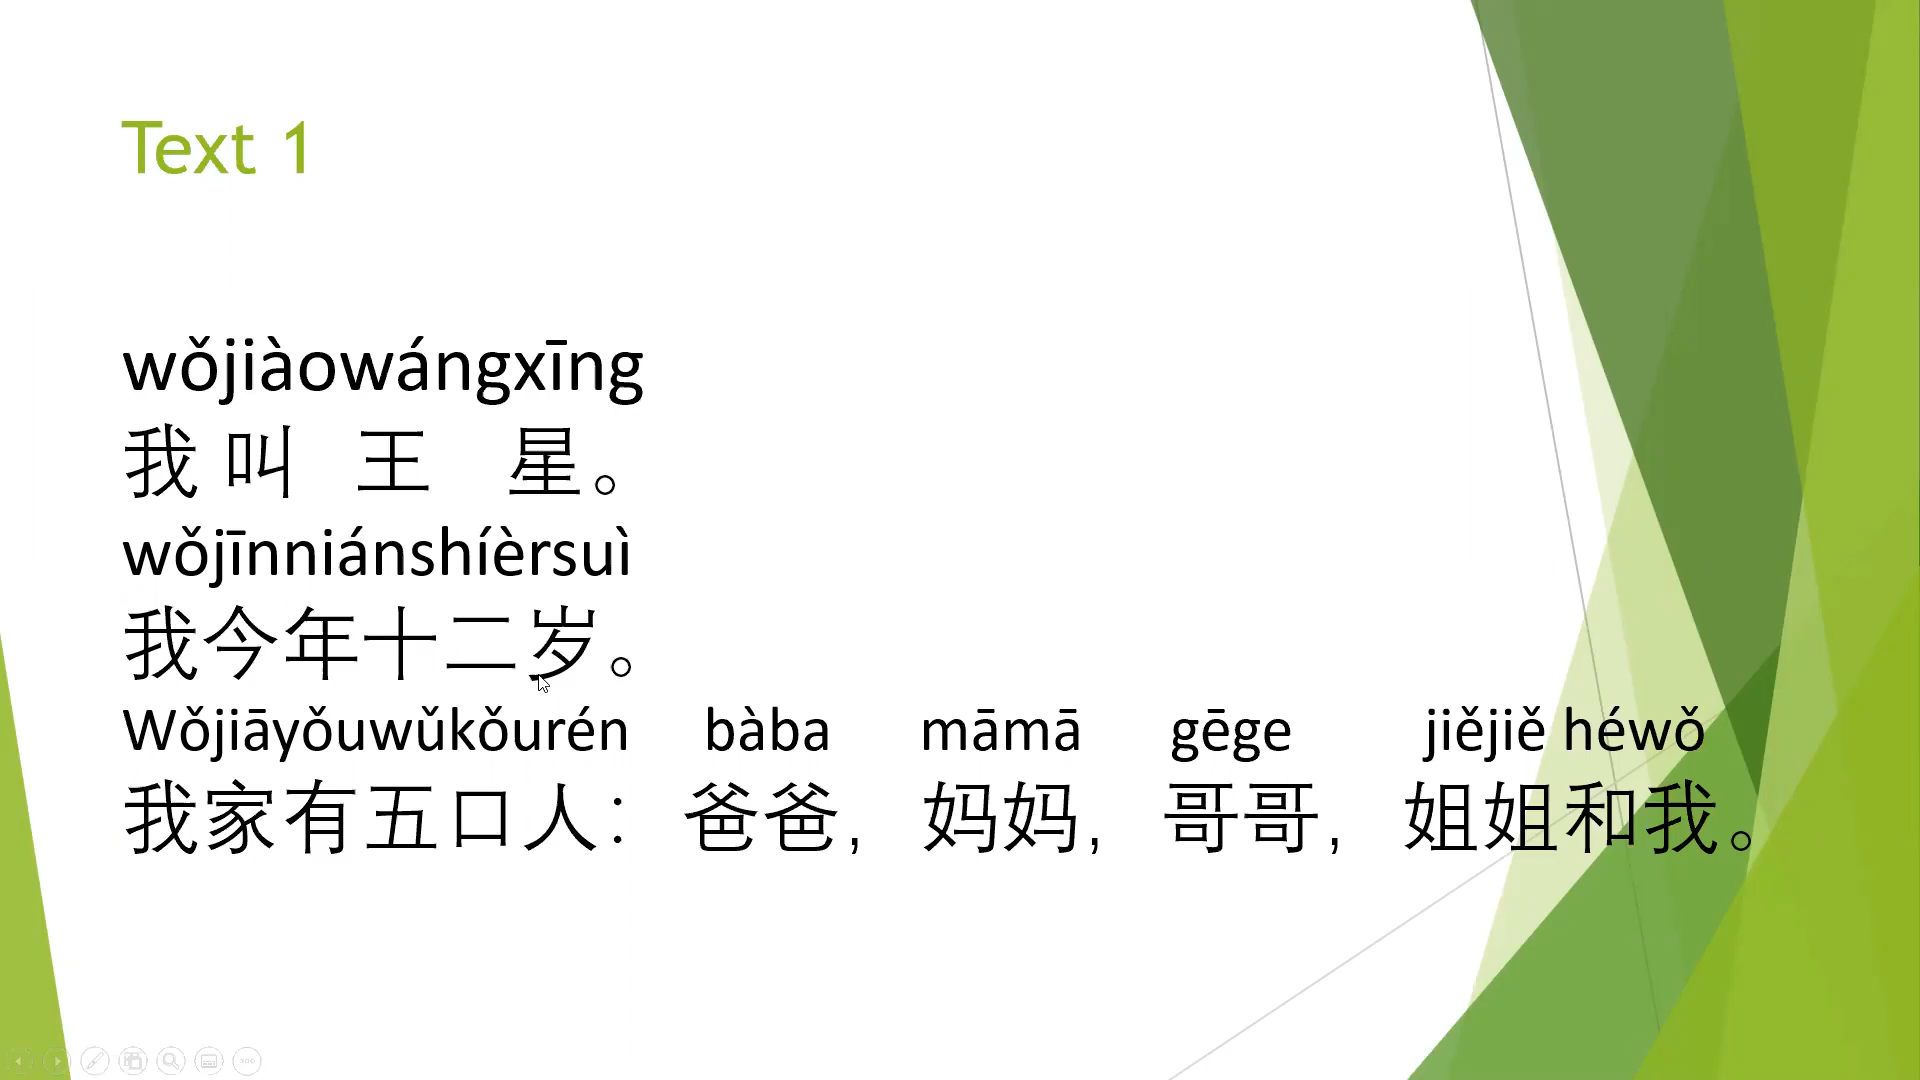 Text 1
wǒjiàowángxīng
我 叫 王 星。
wǒjīnniánshíèrsuì
我今年十二岁。
Wǒjiāyǒuwǔkǒurén bàba māmā gēge jiějiě héwǒ
我家有五口人： 爸爸， 妈妈， 哥哥， 姐姐和我。